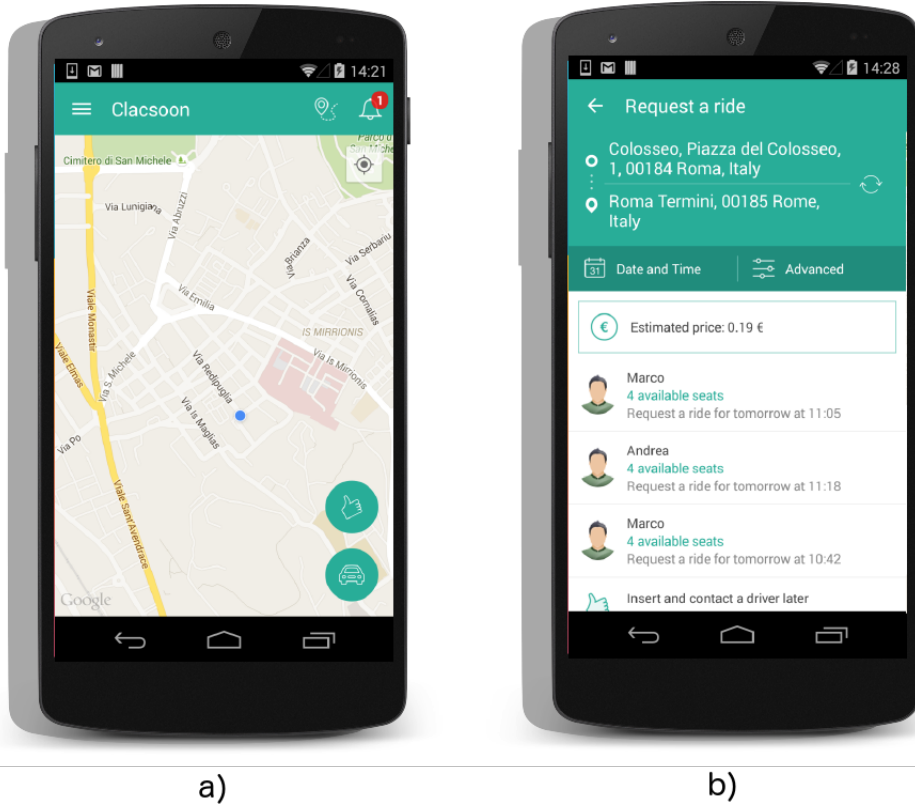 14:21
Clacsoon
1
Cimitero di San Michele
Parco d
San Miche
Via Lunigiana
Via Abruzzi
Via Brianza
Via Serbariu
Via Cornalias
Via Emilia
IS MIRRIONIS
Via Is Mirrionis
Viale Monastir
Viale Elmas
Via S. Michele
Via Redipuglia
Via Is Maglias
Via Po
Viale Sant'Avendrace
Google
a)
14:28
Request a ride
Colosseo, Piazza del Colosseo,
1, 00184 Roma, Italy
Roma Termini, 00185 Rome,
Italy
31 Date and Time
Advanced
€ Estimated price: 0.19 €
Marco
4 available seats
Request a ride for tomorrow at 11:05
Andrea
4 available seats
Request a ride for tomorrow at 11:18
Marco
4 available seats
Request a ride for tomorrow at 10:42
Insert and contact a driver later
b)